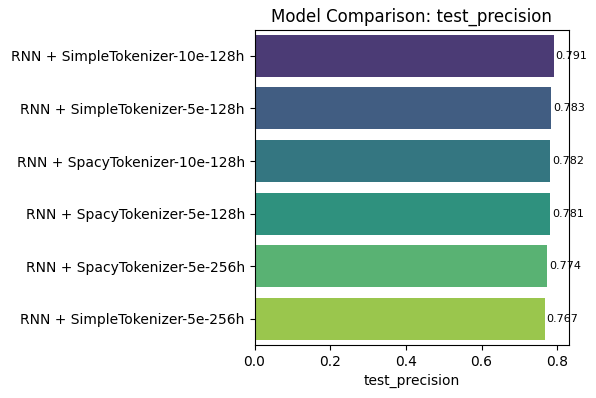 Model Comparison: test_precision
RNN + SimpleTokenizer-10e-128h
0.791
RNN + SimpleTokenizer-5e-128h
0.783
RNN + SpacyTokenizer-10e-128h
0.782
RNN + SpacyTokenizer-5e-128h
0.781
RNN + SpacyTokenizer-5e-256h
0.774
RNN + SimpleTokenizer-5e-256h
0.767
0.0 0.2 0.4 0.6 0.8
test_precision